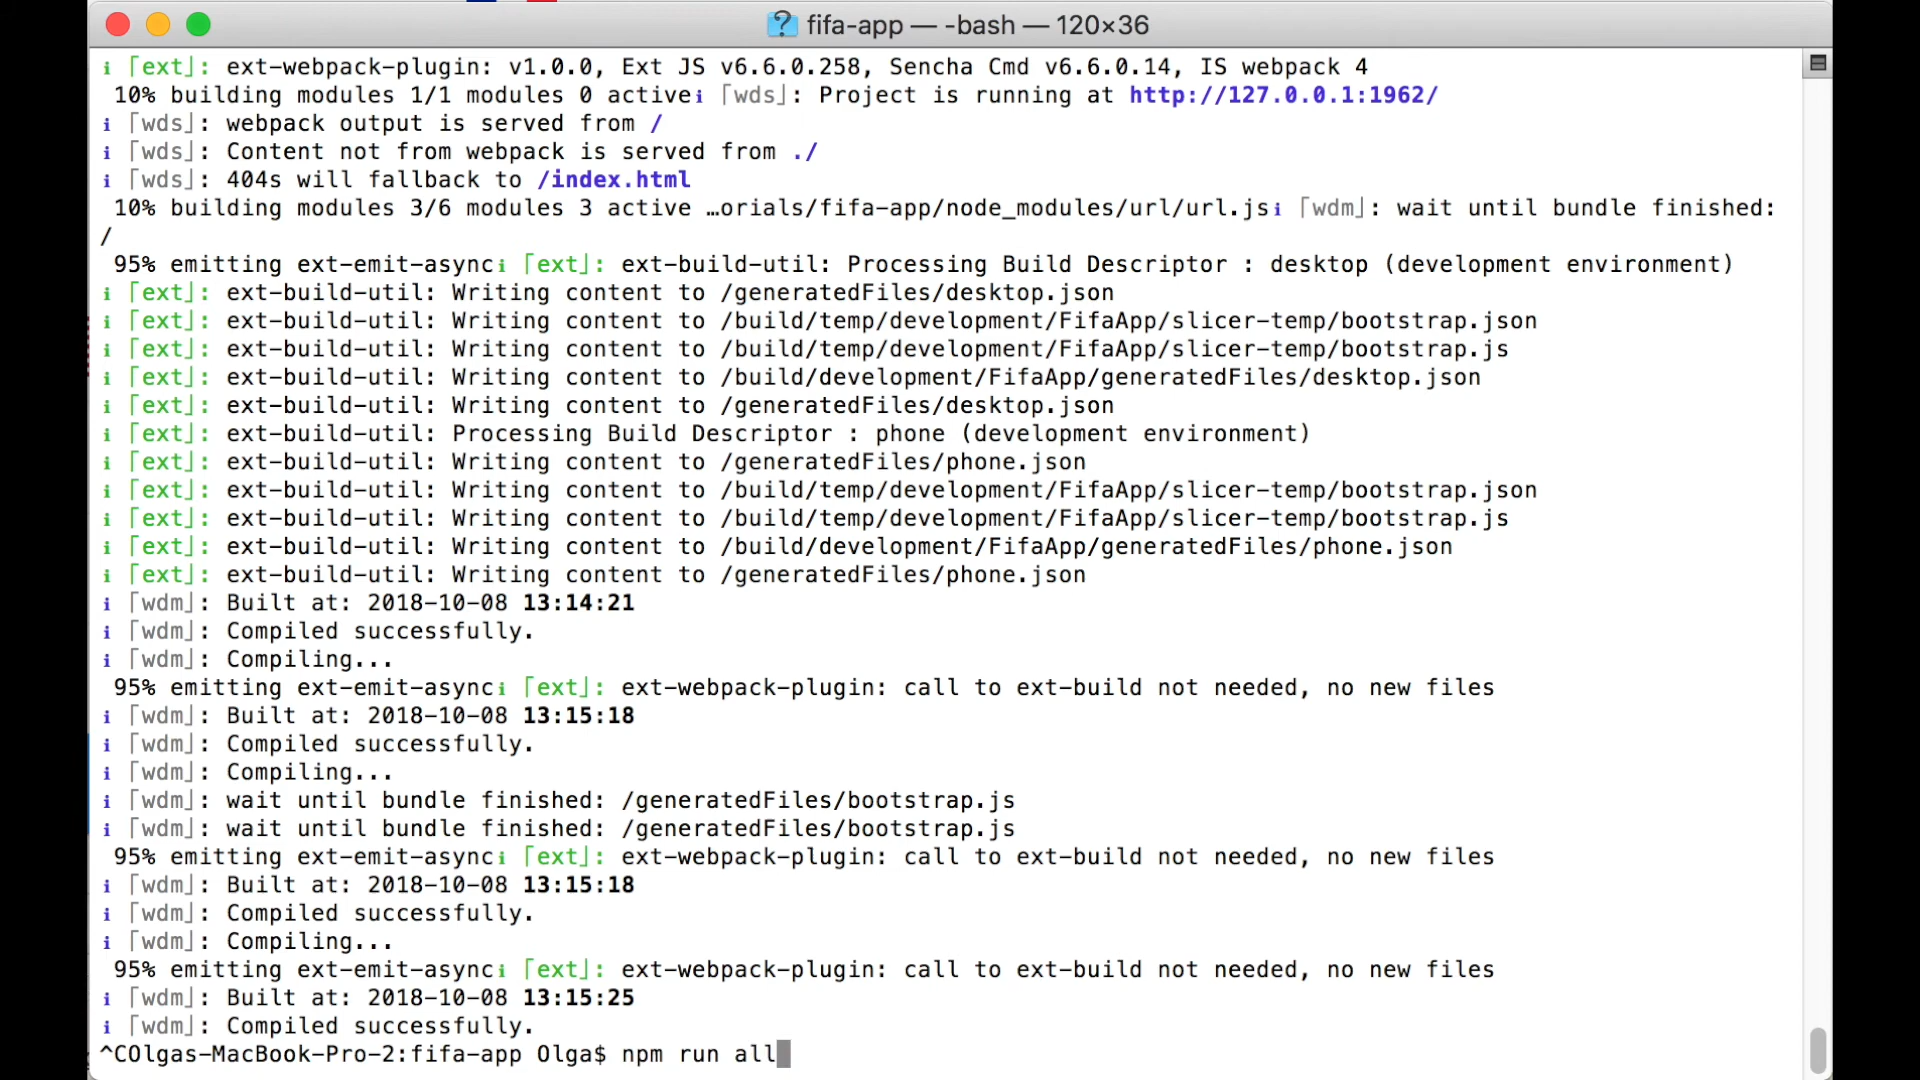 fifa-app — -bash — 120×36
ℹ ｢ext｣: ext-webpack-plugin: v1.0.0, Ext JS v6.6.0.258, Sencha Cmd v6.6.0.14, IS webpack 4
10% building modules 1/1 modules 0 activeℹ ｢wds｣: Project is running at http://127.0.0.1:1962/
ℹ ｢wds｣: webpack output is served from /
ℹ ｢wds｣: Content not from webpack is served from ./
ℹ ｢wds｣: 404s will fallback to /index.html
10% building modules 3/6 modules 3 active …orials/fifa-app/node_modules/url/url.jsℹ ｢wdm｣: wait until bundle finished:
/
95% emitting ext-emit-asyncℹ ｢ext｣: ext-build-util: Processing Build Descriptor : desktop (development environment)
ℹ ｢ext｣: ext-build-util: Writing content to /generatedFiles/desktop.json
ℹ ｢ext｣: ext-build-util: Writing content to /build/temp/development/FifaApp/slicer-temp/bootstrap.json
ℹ ｢ext｣: ext-build-util: Writing content to /build/temp/development/FifaApp/slicer-temp/bootstrap.js
ℹ ｢ext｣: ext-build-util: Writing content to /build/development/FifaApp/generatedFiles/desktop.json
ℹ ｢ext｣: ext-build-util: Writing content to /generatedFiles/desktop.json
ℹ ｢ext｣: ext-build-util: Processing Build Descriptor : phone (development environment)
ℹ ｢ext｣: ext-build-util: Writing content to /generatedFiles/phone.json
ℹ ｢ext｣: ext-build-util: Writing content to /build/temp/development/FifaApp/slicer-temp/bootstrap.json
ℹ ｢ext｣: ext-build-util: Writing content to /build/temp/development/FifaApp/slicer-temp/bootstrap.js
ℹ ｢ext｣: ext-build-util: Writing content to /build/development/FifaApp/generatedFiles/phone.json
ℹ ｢ext｣: ext-build-util: Writing content to /generatedFiles/phone.json
ℹ ｢wdm｣: Built at: 2018-10-08 13:14:21
ℹ ｢wdm｣: Compiled successfully.
ℹ ｢wdm｣: Compiling...
95% emitting ext-emit-asyncℹ ｢ext｣: ext-webpack-plugin: call to ext-build not needed, no new files
ℹ ｢wdm｣: Built at: 2018-10-08 13:15:18
ℹ ｢wdm｣: Compiled successfully.
ℹ ｢wdm｣: Compiling...
ℹ ｢wdm｣: wait until bundle finished: /generatedFiles/bootstrap.js
ℹ ｢wdm｣: wait until bundle finished: /generatedFiles/bootstrap.js
95% emitting ext-emit-asyncℹ ｢ext｣: ext-webpack-plugin: call to ext-build not needed, no new files
ℹ ｢wdm｣: Built at: 2018-10-08 13:15:18
ℹ ｢wdm｣: Compiled successfully.
ℹ ｢wdm｣: Compiling...
95% emitting ext-emit-asyncℹ ｢ext｣: ext-webpack-plugin: call to ext-build not needed, no new files
ℹ ｢wdm｣: Built at: 2018-10-08 13:15:25
ℹ ｢wdm｣: Compiled successfully.
^COlgas-MacBook-Pro-2:fifa-app Olga$ npm run all